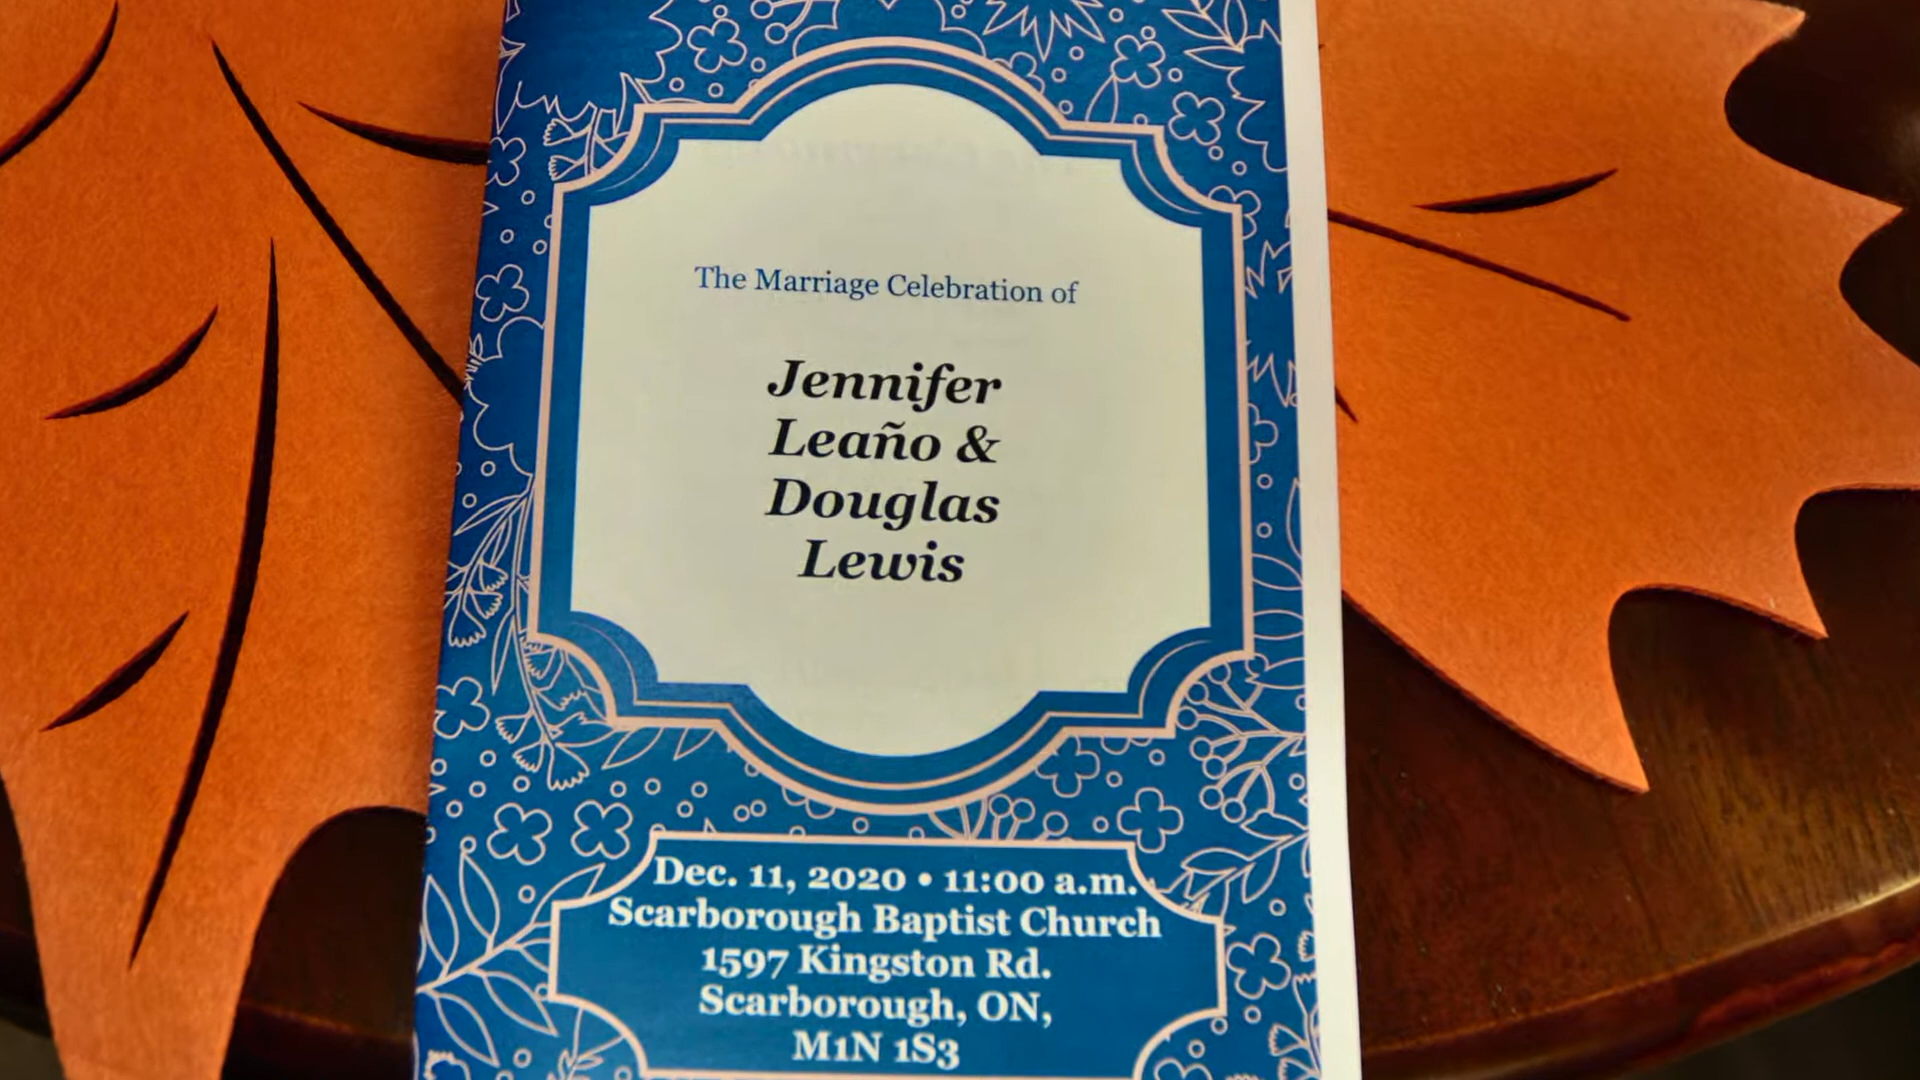 The Marriage Celebration of
Jennifer
Leaño &
Douglas
Lewis
Dec. 11, 2020 • 11:00 a.m.
Scarborough Baptist Church
1597 Kingston Rd.
Scarborough, ON,
M1N 1S3